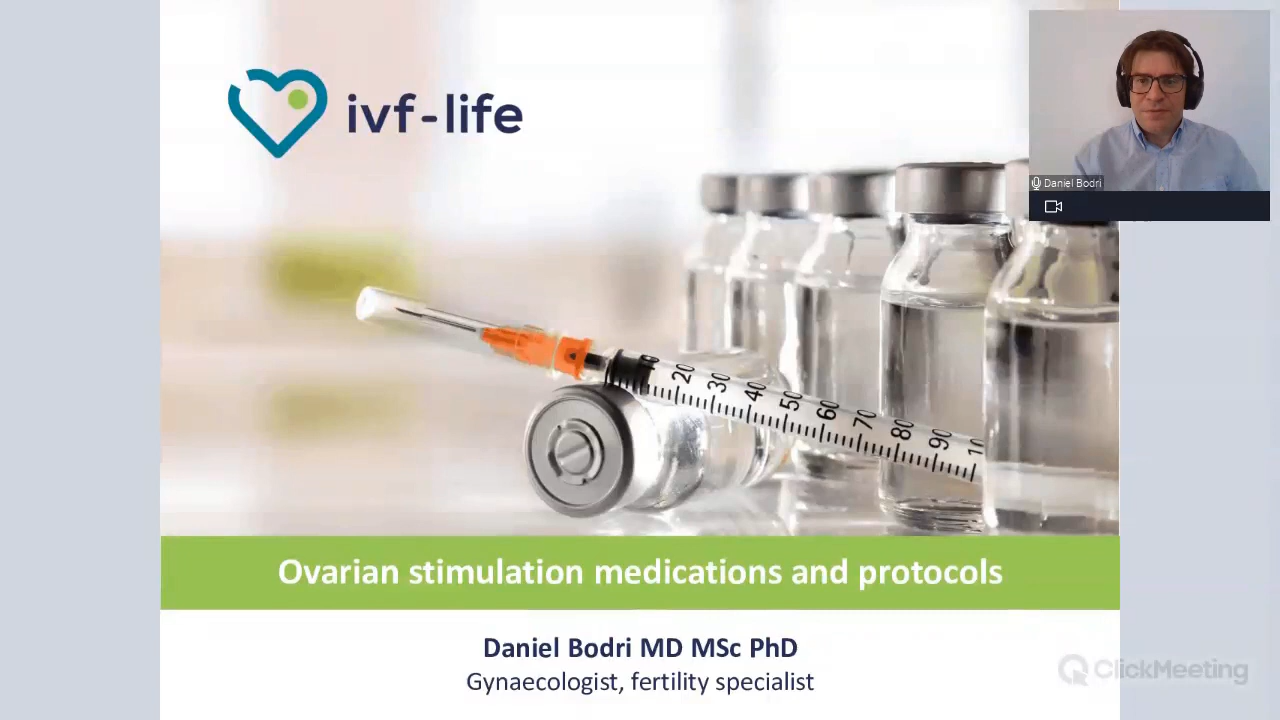 ivf-life
Daniel Bodri
10 20 30 40 50 60 70 80 90
Ovarian stimulation medications and protocols
Daniel Bodri MD MSc PhD
Gynaecologist, fertility specialist
ClickMeeting